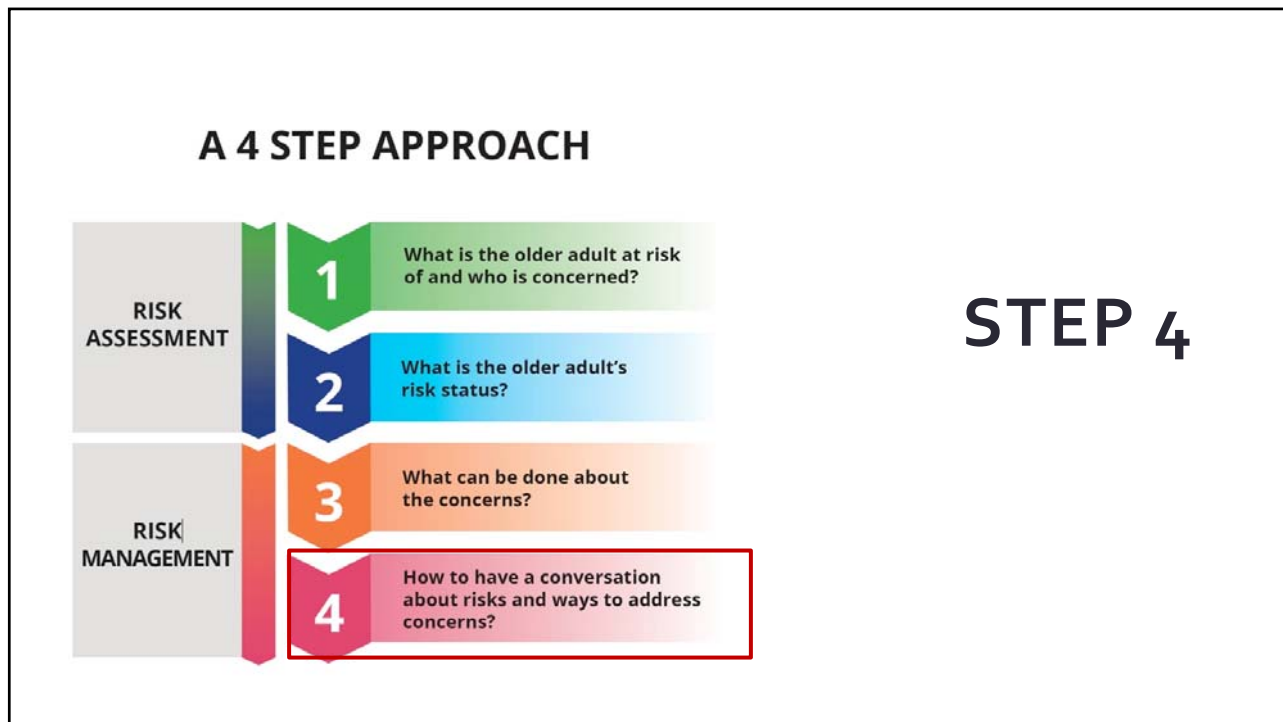 A 4 STEP APPROACH
RISK
ASSESSMENT
1
What is the older adult at risk
of and who is concerned?
2
What is the older adult's
risk status?
RISK
MANAGEMENT
3
What can be done about
the concerns?
4
How to have a conversation
about risks and ways to address
concerns?
STEP 4